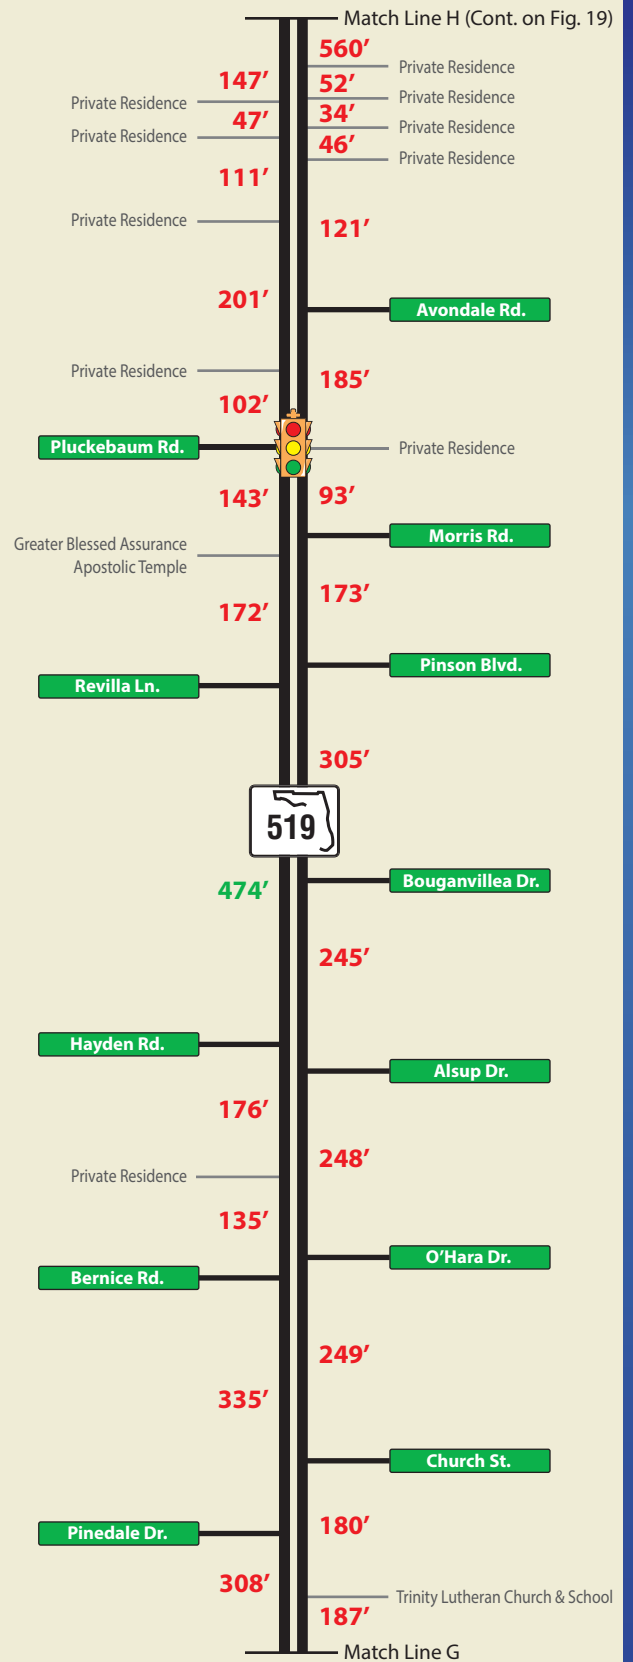 Match Line H (Cont. on Fig. 19)
560’
Private Residence
147’
52’
Private Residence
Private Residence
47’
34’
Private Residence
Private Residence
46’
Private Residence
111’
Private Residence
121’
201’
Avondale Rd.
Private Residence
185’
102’
Pluckebaum Rd.
Private Residence
143’
93’
Morris Rd.
Greater Blessed Assurance
Apostolic Temple
173’
172’
Pinson Blvd.
Revilla Ln.
305’
519
474’
Bouganvillea Dr.
245’
Hayden Rd.
Alsup Dr.
176’
248’
Private Residence
135’
O’Hara Dr.
Bernice Rd.
249’
335’
Church St.
180’
Pinedale Dr.
308’
Trinity Lutheran Church & School
187’
Match Line G